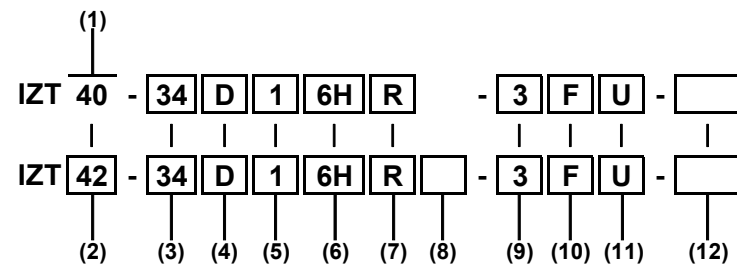 (1)
IZT 40 - 34 D 1 6H R - 3 F U -
IZT 42 - 34 D 1 6H R - 3 F U -
(2) (3) (4) (5) (6) (7) (8) (9) (10) (11) (12)